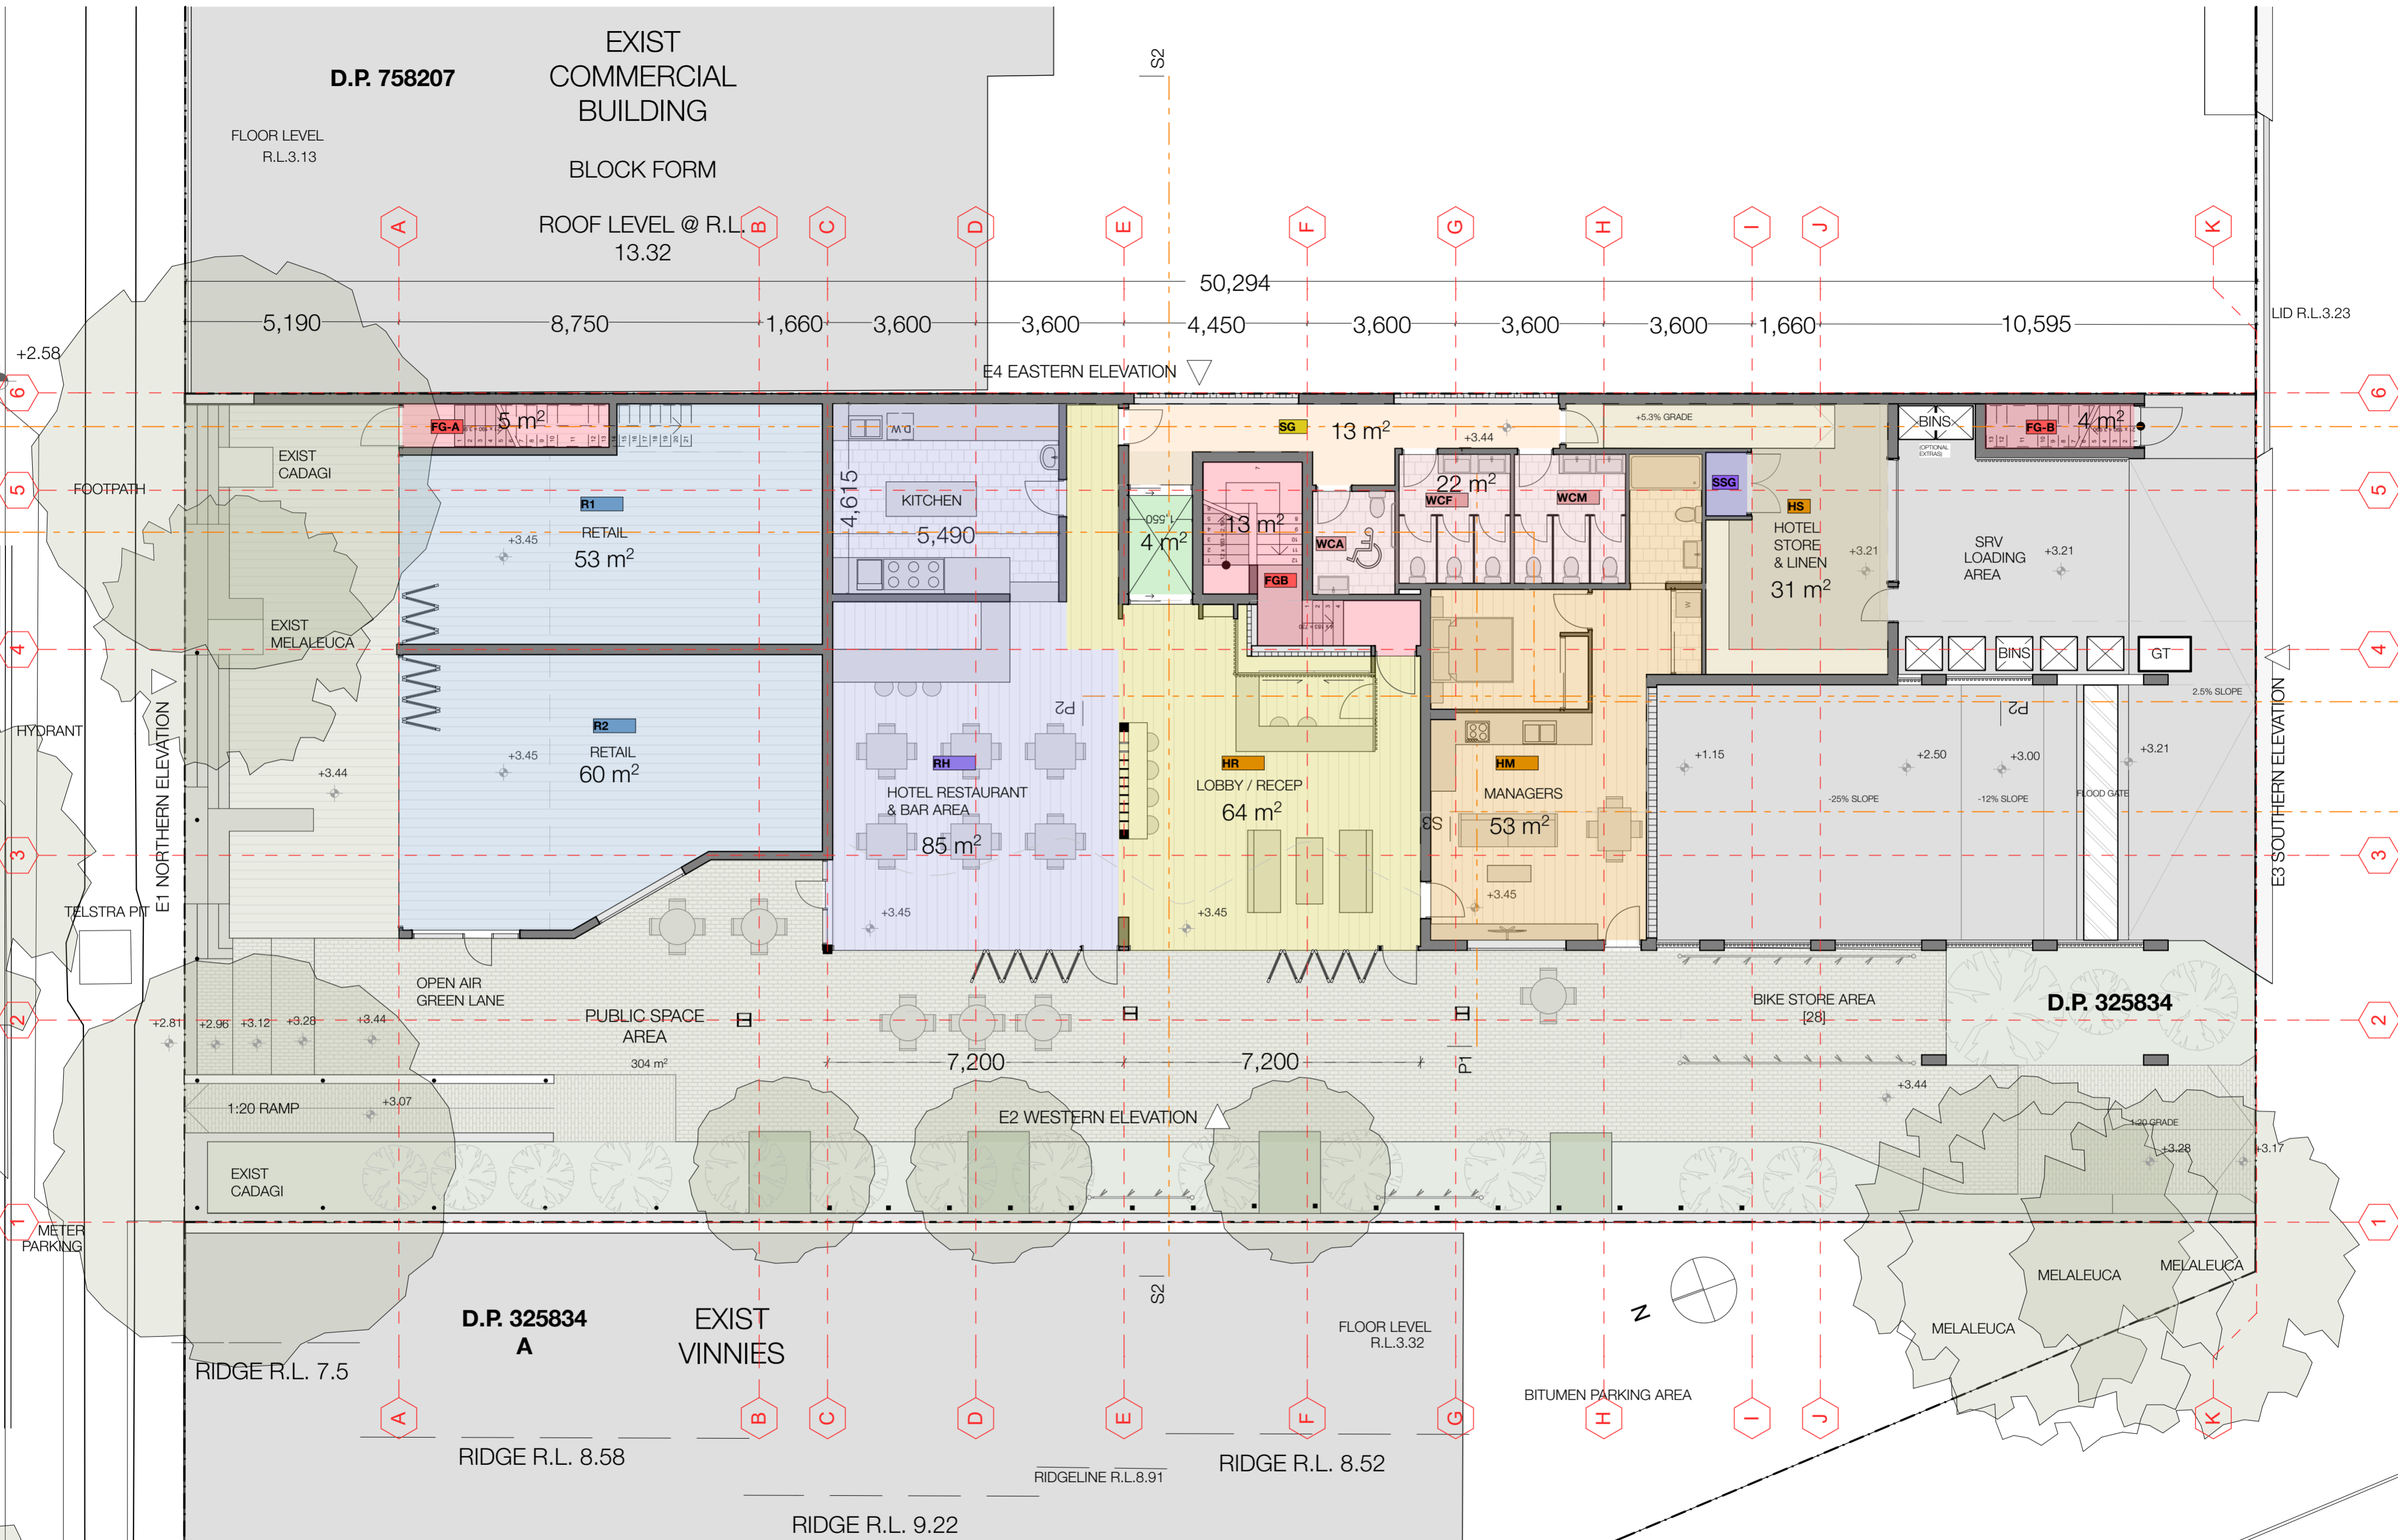 EXIST
COMMERCIAL
BUILDING
D.P. 758207
FLOOR LEVEL
R.L.3.13
BLOCK FORM
ROOF LEVEL @ R.L.
13.32
S2
A
B
C
D
E
F
G
H
I
J
K
50,294
5,190
8,750
1,660
3,600
3,600
4,450
3,600
3,600
3,600
1,660
10,595
LID R.L.3.23
+2.58
E4 EASTERN ELEVATION
6
6
FG-A
5 m²
D.W
SG
13 m²
+3.44
+5.3% GRADE
BINS
[OPTIONAL
EXTRAS]
FG-B
4 m²
EXIST
CADAGI
FOOTPATH
5
5
R1
RETAIL
53 m²
+3.45
4,615
KITCHEN
5,490
1,550
4 m²
13 m²
FGB
WCA
WCF
22 m²
WCM
SSG
HS
HOTEL
STORE
& LINEN
31 m²
+3.21
SRV
LOADING
AREA
+3.21
EXIST
MELALEUCA
4
4
W
BINS
GT
2.5% SLOPE
E1 NORTHERN ELEVATION
E3 SOUTHERN ELEVATION
HYDRANT
R2
RETAIL
60 m²
+3.45
+3.44
P2
P2
RH
HOTEL RESTAURANT
& BAR AREA
85 m²
+3.45
HR
LOBBY / RECEP
64 m²
+3.45
HM
MANAGERS
53 m²
S3
+3.45
+1.15
+2.50
+3.00
+3.21
-25% SLOPE
-12% SLOPE
FLOOD GATE
3
3
TELSTRA PIT
OPEN AIR
GREEN LANE
PUBLIC SPACE
AREA
304 m²
BIKE STORE AREA
[28]
D.P. 325834
2
2
+2.81
+2.96
+3.12
+3.28
+3.44
7,200
7,200
P1
+3.44
1:20 RAMP
+3.07
E2 WESTERN ELEVATION
1:20 GRADE
+3.28
+3.17
EXIST
CADAGI
1
1
METER
PARKING
MELALEUCA
MELALEUCA
MELALEUCA
N
S2
D.P. 325834
A
EXIST
VINNIES
FLOOR LEVEL
R.L.3.32
RIDGE R.L. 7.5
BITUMEN PARKING AREA
A
B
C
D
E
F
G
H
I
J
K
RIDGE R.L. 8.58
RIDGELINE R.L.8.91
RIDGE R.L. 8.52
RIDGE R.L. 9.22